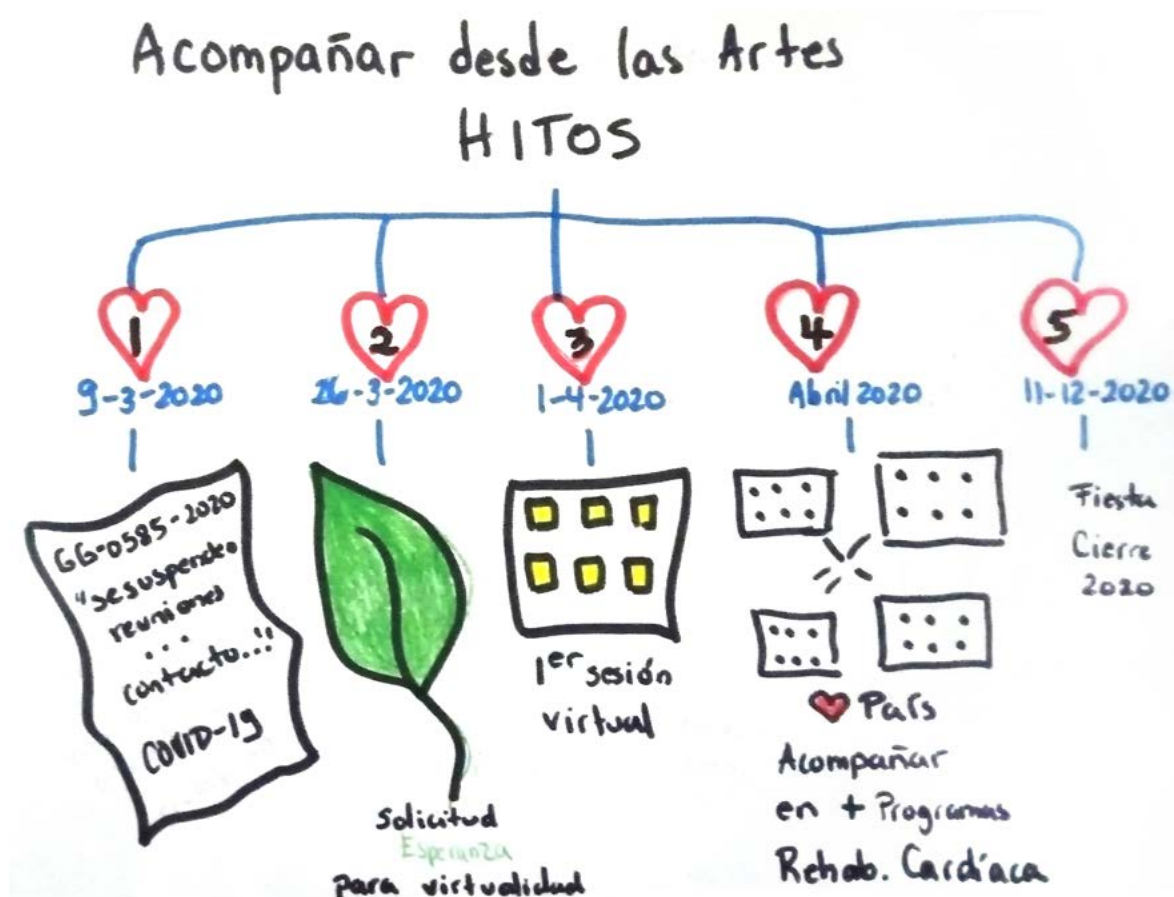 Acompañar desde las Artes
HITOS
1
2
3
4
5
9-3-2020
26-3-2020
1-4-2020
Abril 2020
11-12-2020
GG-0585-2020
"se suspenden
reuniones
...
contacto..."
COVID-19
Solicitud
Esperanza
para virtualidad
1er sesión
virtual
País
Acompañar
en + Programas
Rehab. Cardíaca
Fiesta
Cierre
2020